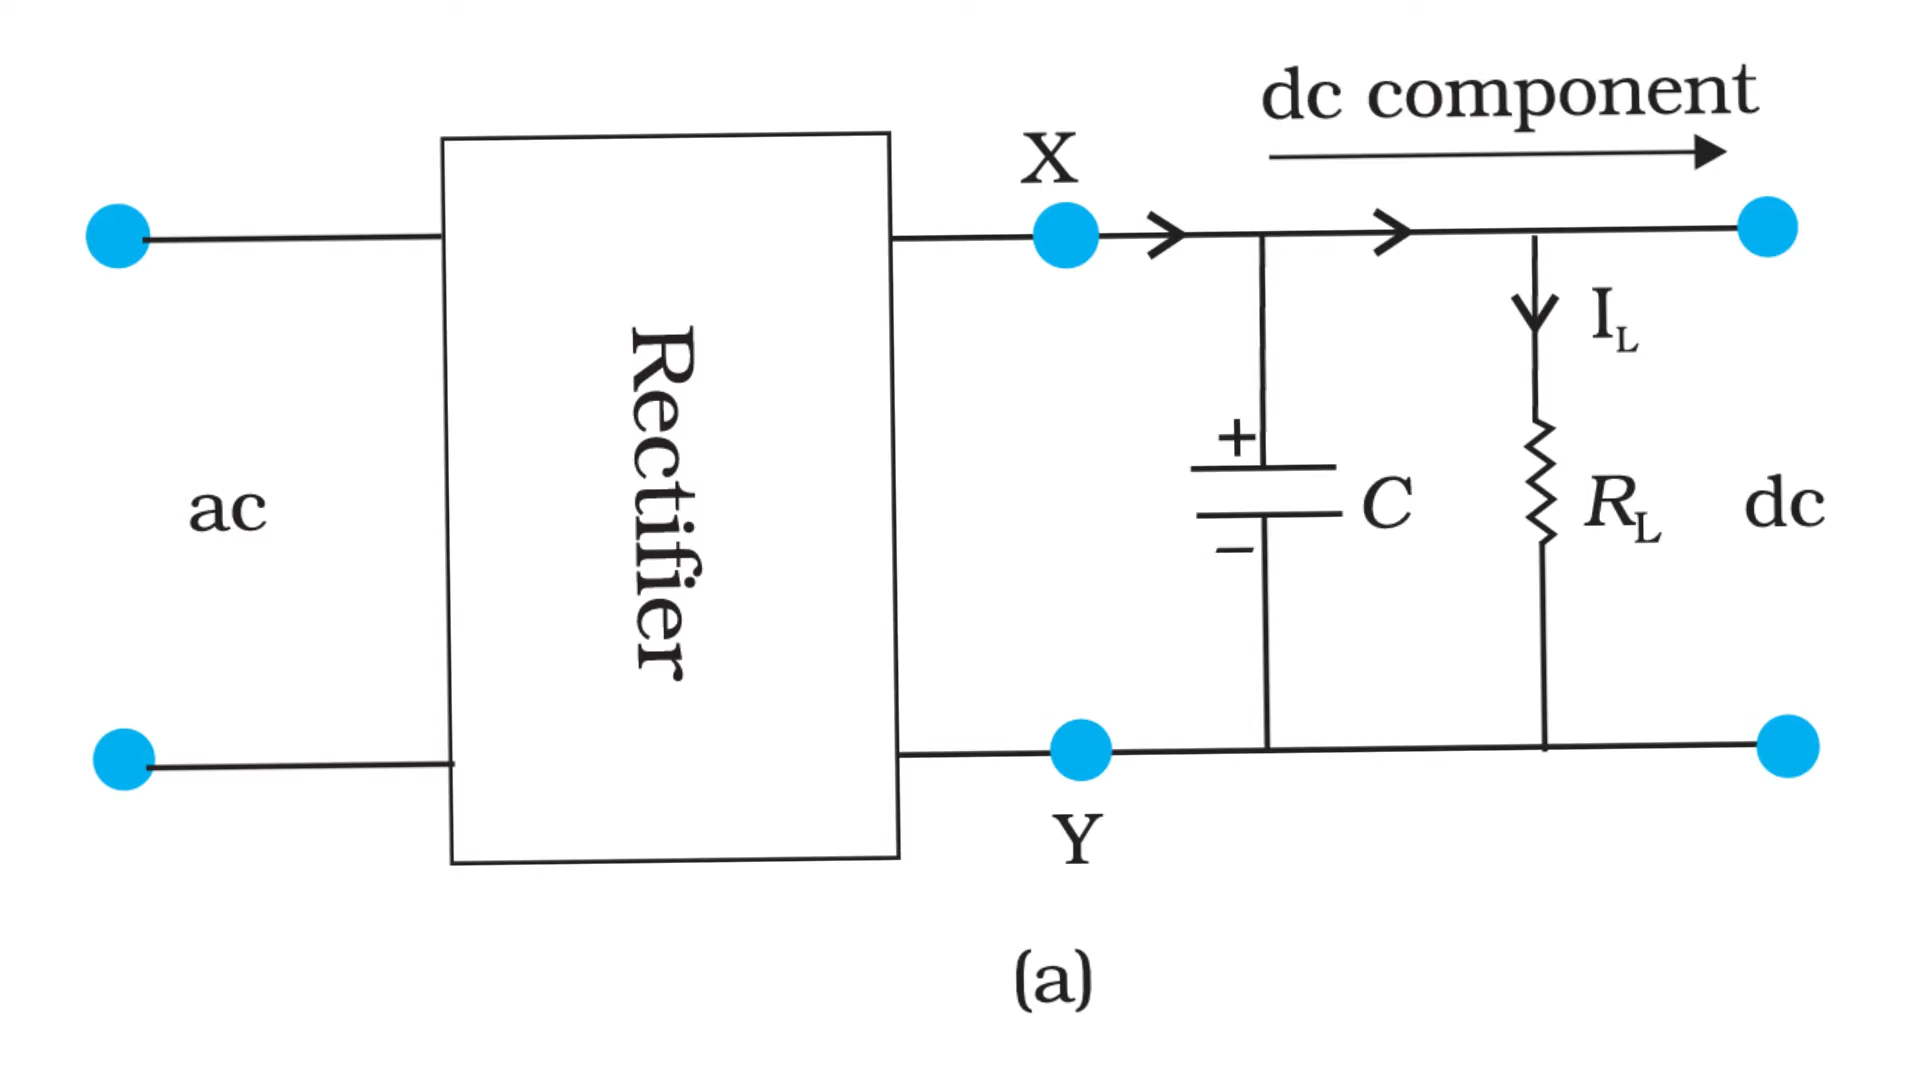 dc component
X
I_L
Rectifier
+
ac
C
R_L
dc
–
Y
(a)